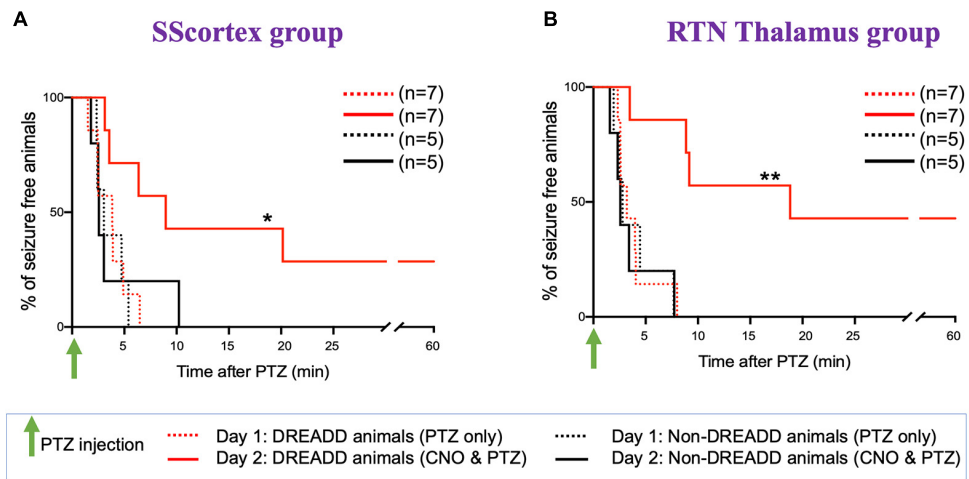 A
SScortex group
B
RTN Thalamus group
(n=7)
(n=7)
(n=5)
(n=5)
(n=7)
(n=7)
(n=5)
(n=5)
% of seizure free animals
100
50
0
*
5
10
15
20
25
60
Time after PTZ (min)
% of seizure free animals
100
50
0
**
5
10
15
20
25
60
Time after PTZ (min)
PTZ injection
Day 1: DREADD animals (PTZ only)
Day 2: DREADD animals (CNO & PTZ)
Day 1: Non-DREADD animals (PTZ only)
Day 2: Non-DREADD animals (CNO & PTZ)